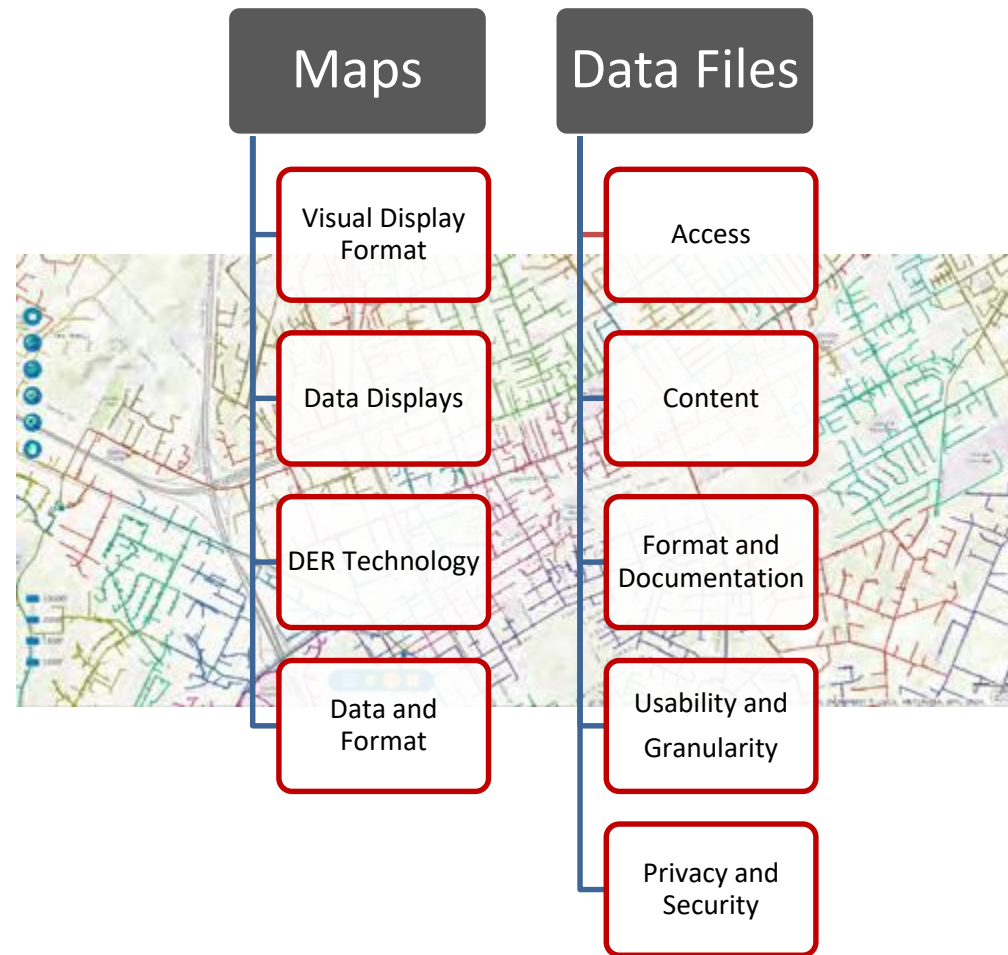 Maps
Data Files
Visual Display
Format
Data Displays
DER Technology
Data and
Format
Access
Content
Format and
Documentation
Usability and
Granularity
Privacy and
Security